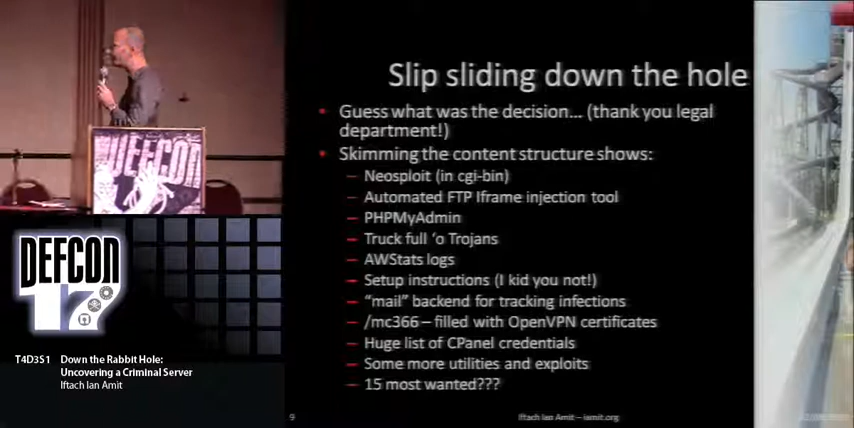 DEFCON
DEFCON
17
T4D3S1 Down the Rabbit Hole:
Uncovering a Criminal Server
Iftach Ian Amit
Slip sliding down the hole
Guess what was the decision... (thank you legal
department!)
Skimming the content structure shows:
– Neosploit (in cgi-bin)
– Automated FTP Iframe injection tool
– PHPMyAdmin
– Truck full 'o Trojans
– AWStats logs
– Setup instructions (I kid you not!)
– "mail" backend for tracking infections
– /mc366 – filled with OpenVPN certificates
– Huge list of CPanel credentials
– Some more utilities and exploits
– 15 most wanted???
9
Iftach Ian Amit – iamit.org